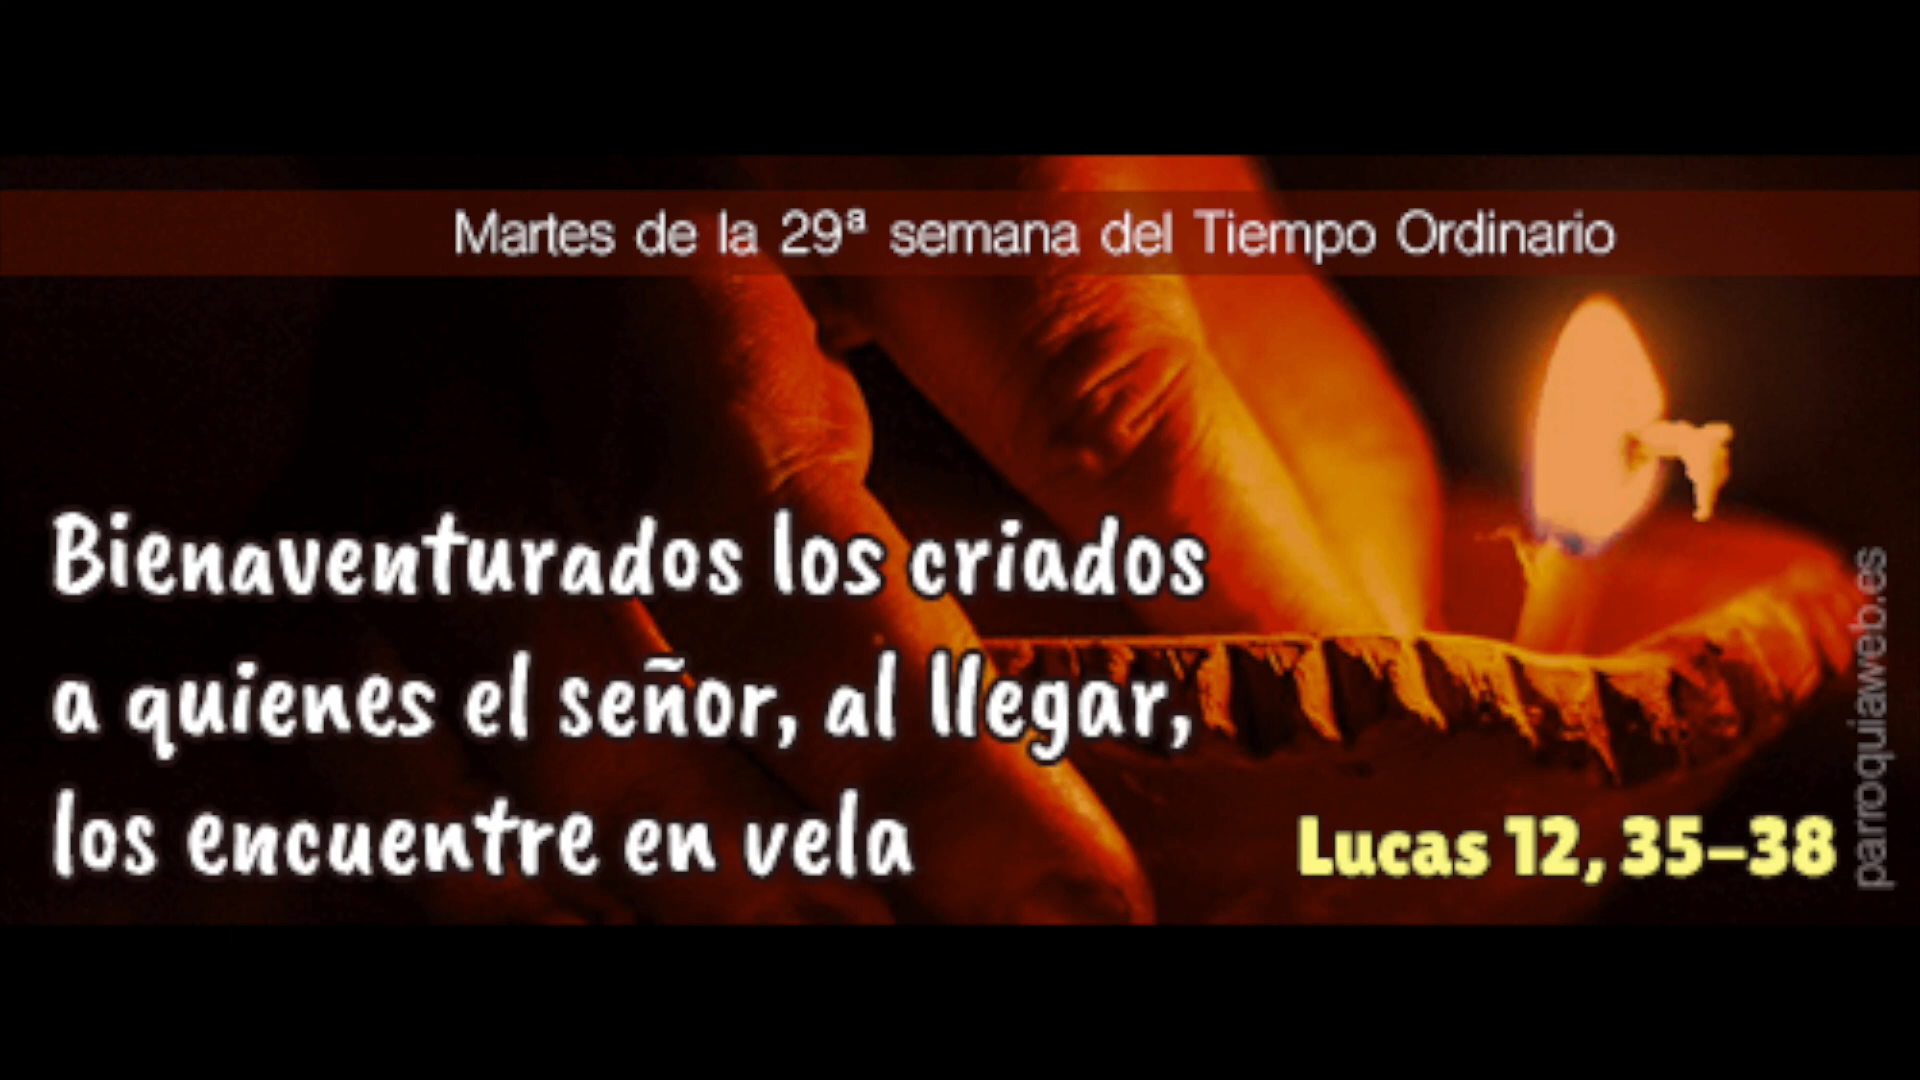 Martes de la 29ª semana del Tiempo Ordinario
Bienaventurados los criados
a quienes el señor, al llegar,
los encuentre en vela
Lucas 12, 35-38
parroquiaweb.es